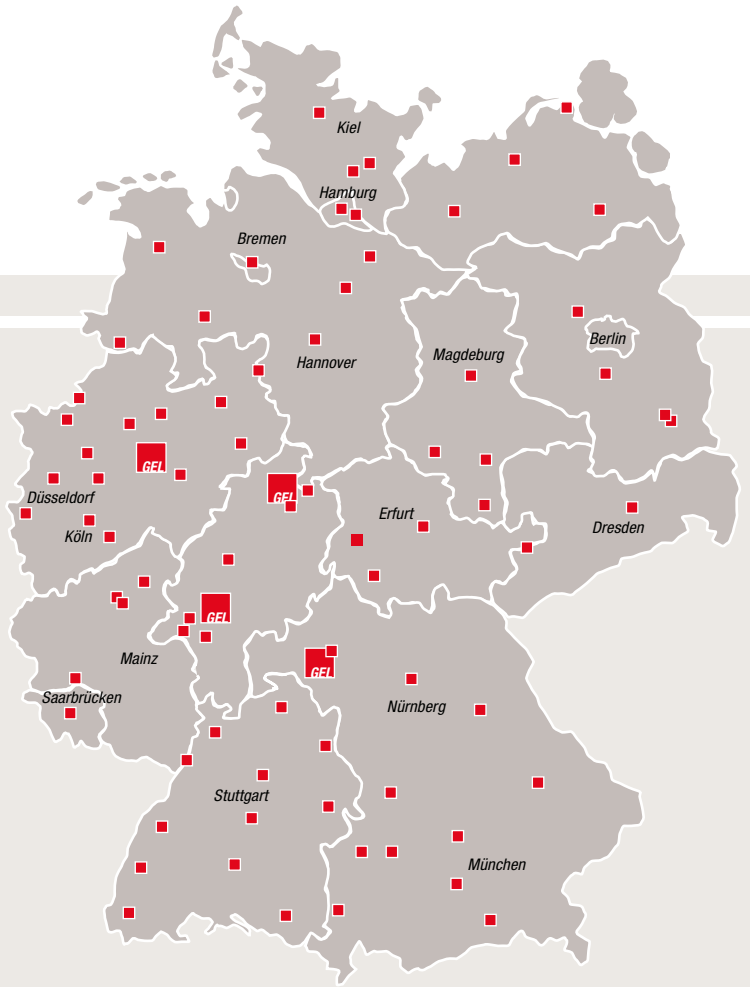 Kiel
Hamburg
Bremen
Berlin
Magdeburg
Hannover
GEL
GEL
Düsseldorf
Erfurt
Dresden
Köln
GEL
Mainz
GEL
Saarbrücken
Nürnberg
Stuttgart
München